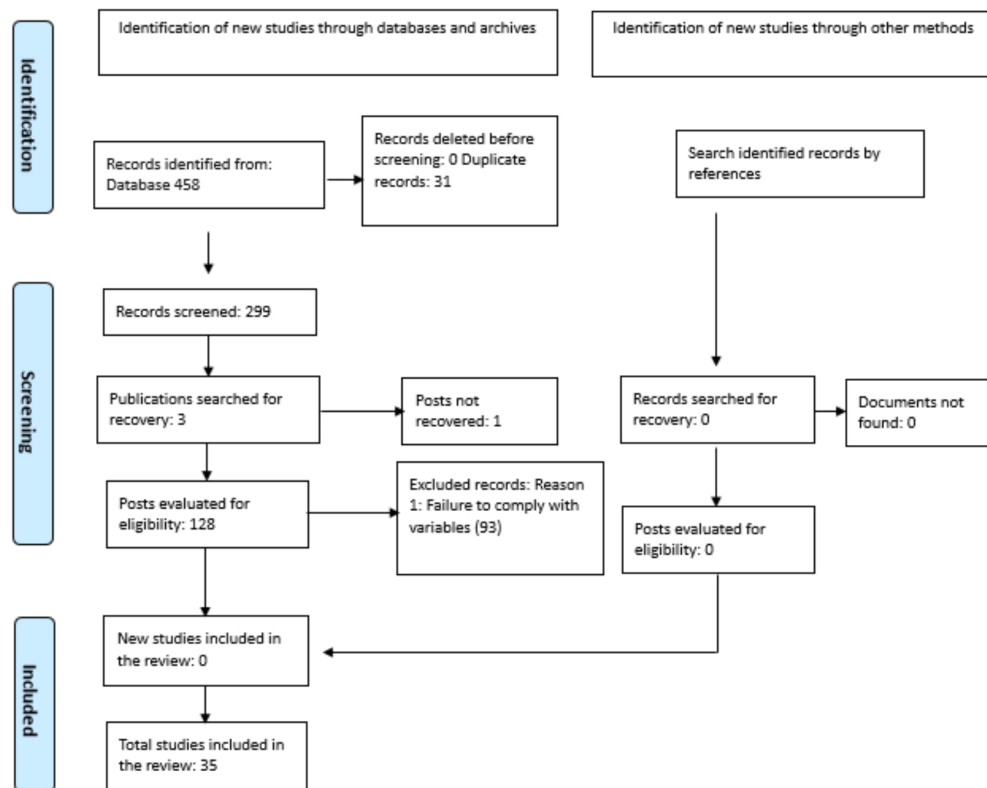 Identification of new studies through databases and archives
Identification of new studies through other methods
Identification
Records identified from:
Database 458
Records deleted before
screening: 0 Duplicate
records: 31
Search identified records by
references
Screening
Records screened: 299
Publications searched for
recovery: 3
Posts not
recovered: 1
Records searched for
recovery: 0
Documents not
found: 0
Posts evaluated for
eligibility: 128
Excluded records: Reason
1: Failure to comply with
variables (93)
Posts evaluated for
eligibility: 0
Included
New studies included in
the review: 0
Total studies included in
the review: 35